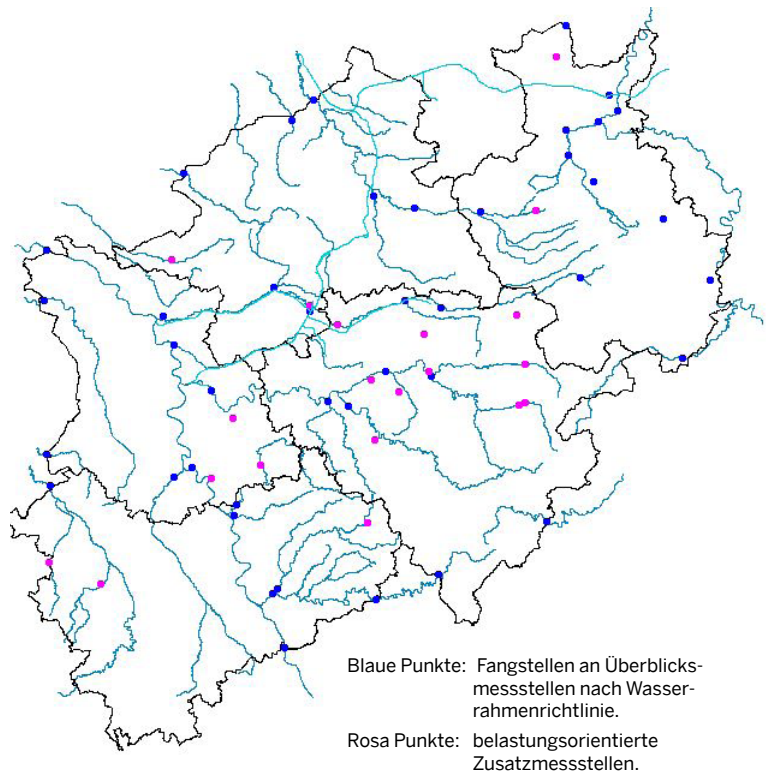 Blaue Punkte: Fangstellen an Überblicks-
messstellen nach Wasser-
rahmenrichtlinie.
Rosa Punkte: belastungsorientierte
Zusatzmessstellen.